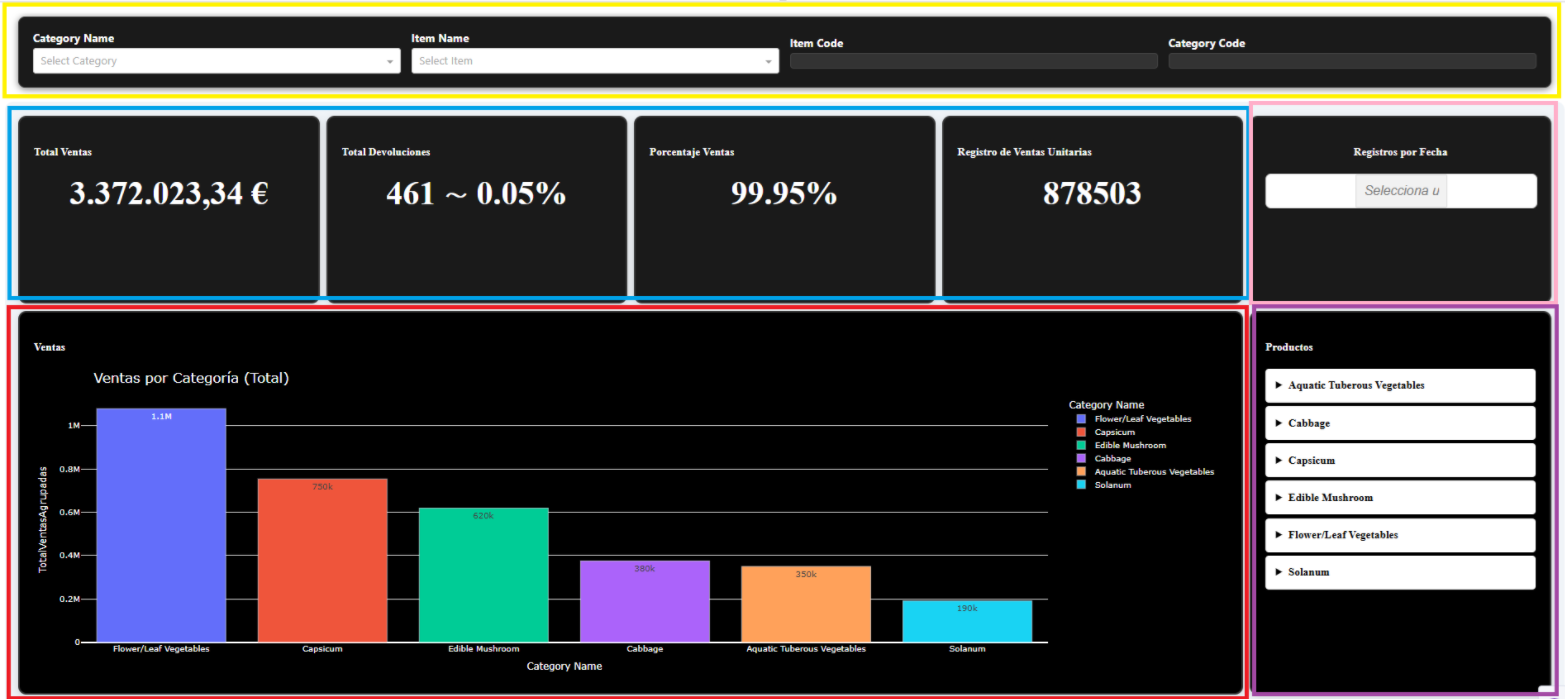 Category Name
Select Category
Item Name
Select Item
Item Code
Category Code
Total Ventas
3.372.023,34 €
Total Devoluciones
461 ~ 0.05%
Porcentaje Ventas
99.95%
Registro de Ventas Unitarias
878503
Registros por Fecha
Selecciona u
Ventas
Ventas por Categoría (Total)
TotalVentasAgrupadas
1M
0.8M
0.6M
0.4M
0.2M
0
1.1M
750k
620k
380k
350k
190k
Flower/Leaf Vegetables
Capsicum
Edible Mushroom
Cabbage
Aquatic Tuberous Vegetables
Solanum
Category Name
Category Name
Flower/Leaf Vegetables
Capsicum
Edible Mushroom
Cabbage
Aquatic Tuberous Vegetables
Solanum
Productos
Aquatic Tuberous Vegetables
Cabbage
Capsicum
Edible Mushroom
Flower/Leaf Vegetables
Solanum